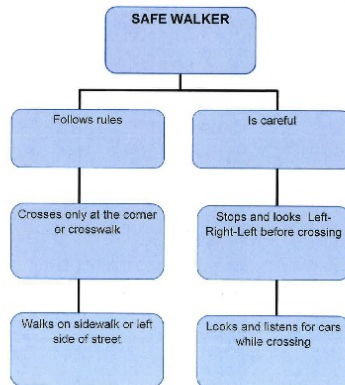 SAFE WALKER
Follows rules
Is careful
Crosses only at the corner
or crosswalk
Stops and looks Left-
Right-Left before crossing
Walks on sidewalk or left
side of street
Looks and listens for cars
while crossing